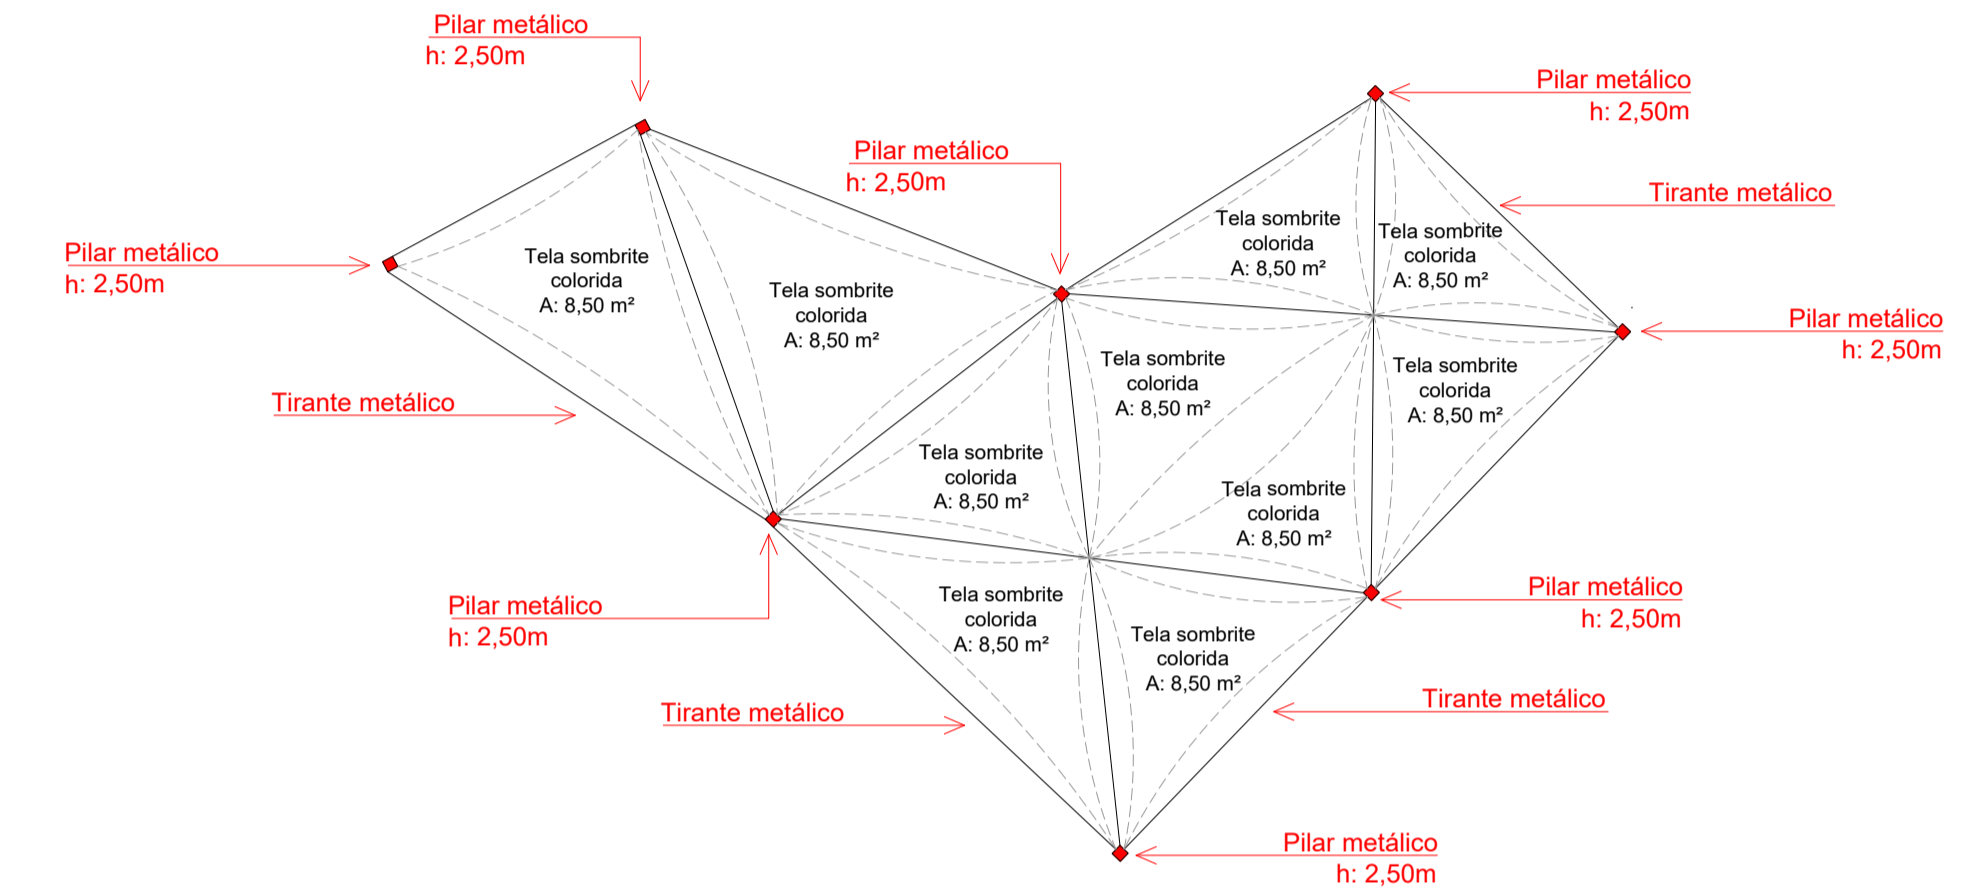 Pilar metálico
h: 2,50m
Pilar metálico
h: 2,50m
Pilar metálico
h: 2,50m
Tirante metálico
Tela sombrite
colorida
A: 8,50 m²
Tela sombrite
colorida
A: 8,50 m²
Pilar metálico
h: 2,50m
Tela sombrite
colorida
A: 8,50 m²
Tela sombrite
colorida
A: 8,50 m²
Pilar metálico
h: 2,50m
Pilar metálico
h: 2,50m
Tela sombrite
colorida
A: 8,50 m²
Tela sombrite
colorida
A: 8,50 m²
Tela sombrite
colorida
A: 8,50 m²
Tirante metálico
Tela sombrite
colorida
A: 8,50 m²
Tela sombrite
colorida
A: 8,50 m²
Pilar metálico
h: 2,50m
Pilar metálico
h: 2,50m
Tela sombrite
colorida
A: 8,50 m²
Tirante metálico
Tirante metálico
Pilar metálico
h: 2,50m